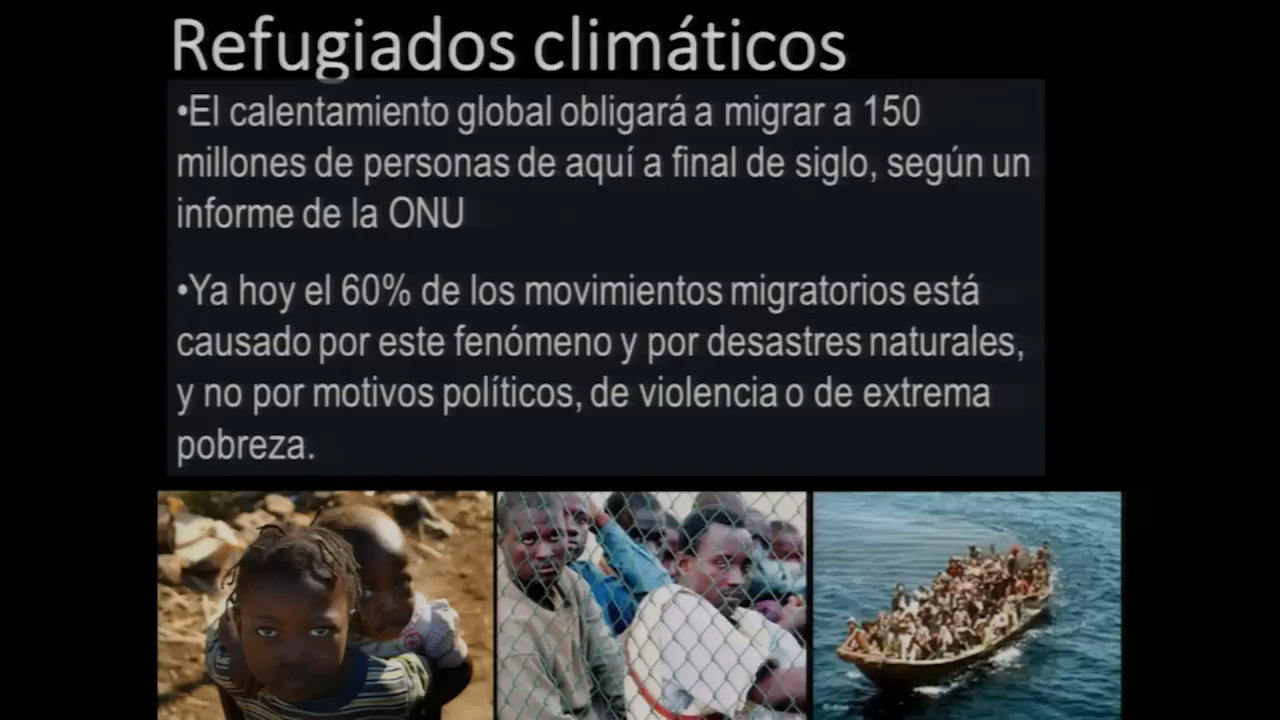 Refugiados climáticos
•El calentamiento global obligará a migrar a 150
millones de personas de aquí a final de siglo, según un
informe de la ONU
•Ya hoy el 60% de los movimientos migratorios está
causado por este fenómeno y por desastres naturales,
y no por motivos políticos, de violencia o de extrema
pobreza.